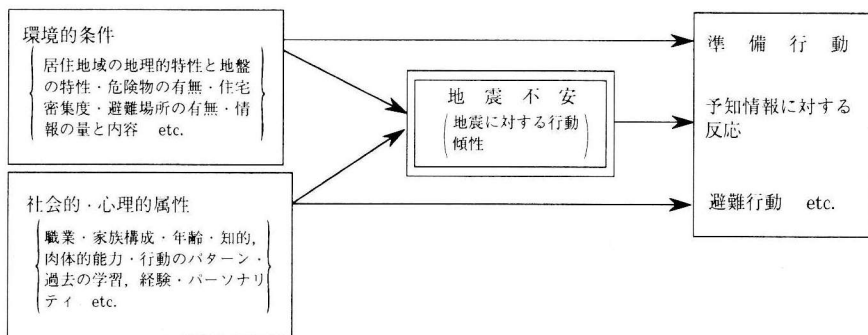 環境的条件
居住地域の地理的特性と地盤
の特性・危険物の有無・住宅
密集度・避難場所の有無・情
報の量と内容 etc.
社会的・心理的属性
職業・家族構成・年齢・知的,
肉体的能力・行動のパターン・
過去の学習, 経験・パーソナリ
ティ etc.
地震不安
地震に対する行動
傾性
準備行動
予知情報に対する
反応
避難行動 etc.